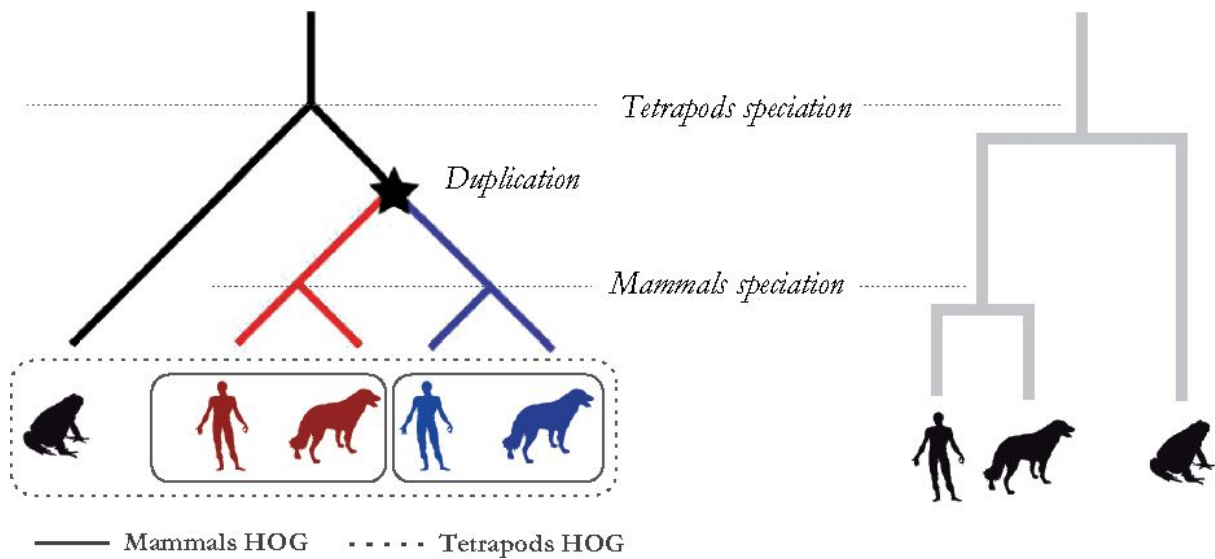 Tetrapods speciation
Duplication
Mammals speciation
Mammals HOG
Tetrapods HOG